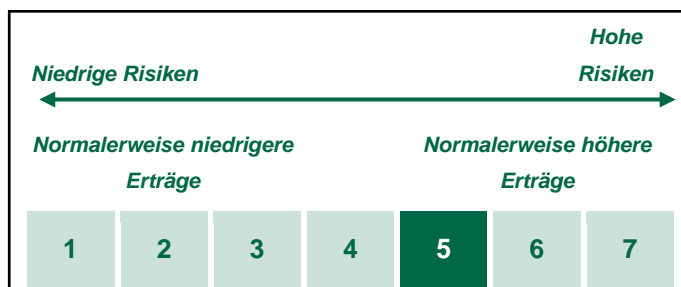 Hohe
Niedrige Risiken Risiken
Normalerweise niedrigere Normalerweise höhere
Erträge Erträge
1 2 3 4 5 6 7